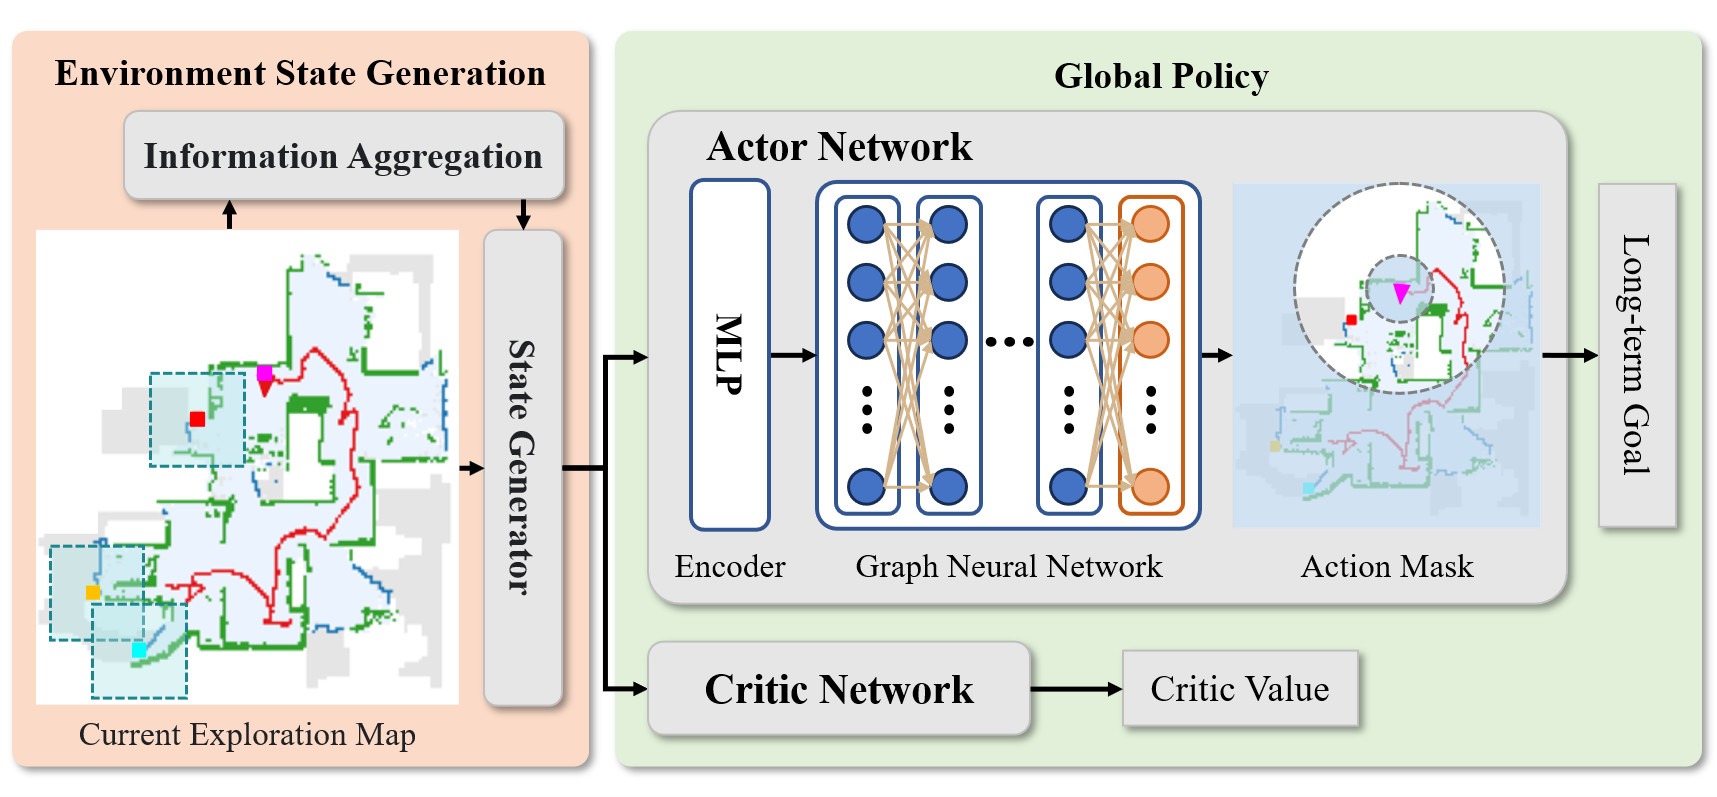 Environment State Generation
Information Aggregation
State Generator
Current Exploration Map
Global Policy
Actor Network
MLP
Encoder
Graph Neural Network
Action Mask
Long-term Goal
Critic Network
Critic Value